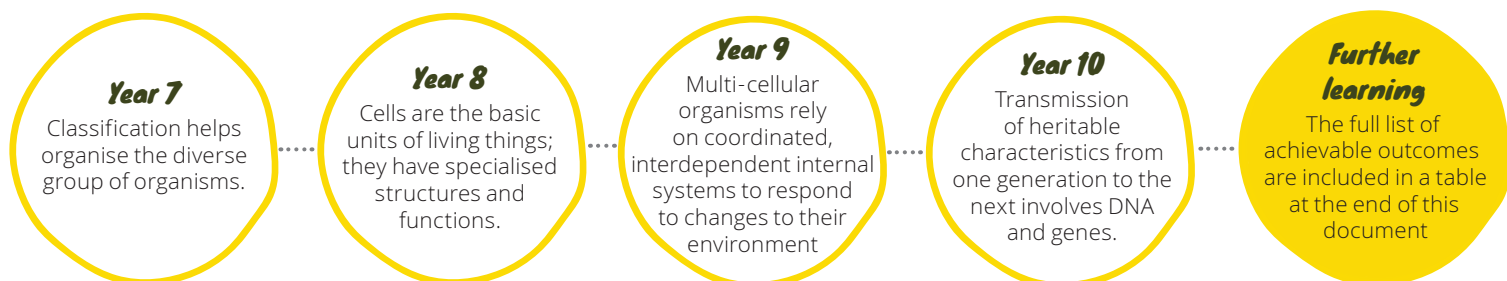 Year 7
Classification helps
organise the diverse
group of organisms.
Year 8
Cells are the basic
units of living things;
they have specialised
structures and
functions.
Year 9
Multi-cellular
organisms rely
on coordinated,
interdependent internal
systems to respond
to changes to their
environment
Year 10
Transmission
of heritable
characteristics from
one generation to the
next involves DNA
and genes.
Further
learning
The full list of
achievable outcomes
are included in a table
at the end of this
document